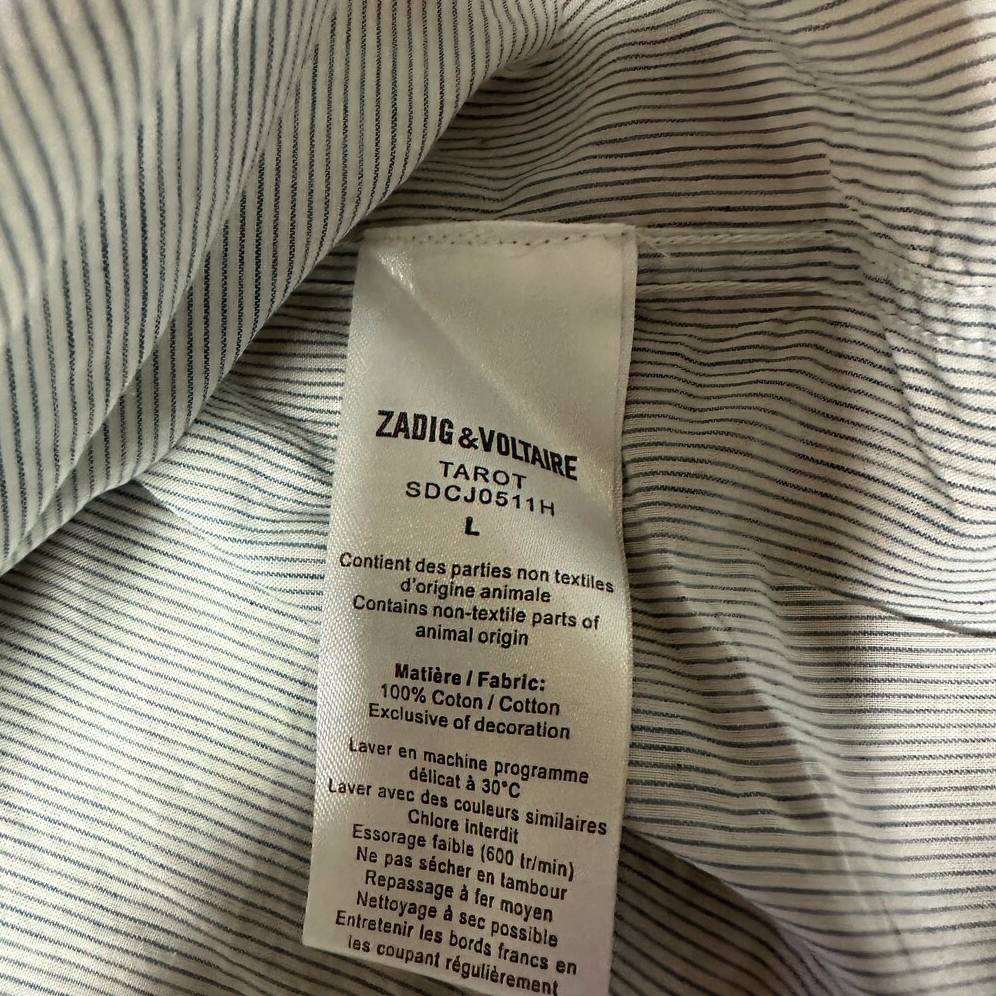 ZADIG &VOLTAIRE
TAROT
SDCJ0511H
L
Contient des parties non textiles
d'origine animale
Contains non-textile parts of
animal origin
Matière / Fabric:
100% Coton / Cotton
Exclusive of decoration
Laver en machine programme
délicat à 30°C
Laver avec des couleurs similaires
Chlore interdit
Essorage faible (600 tr/min)
Ne pas sécher en tambour
Repassage à fer moyen
Nettoyage à sec possible
Entretenir les bords francs en
les coupant régulièrement